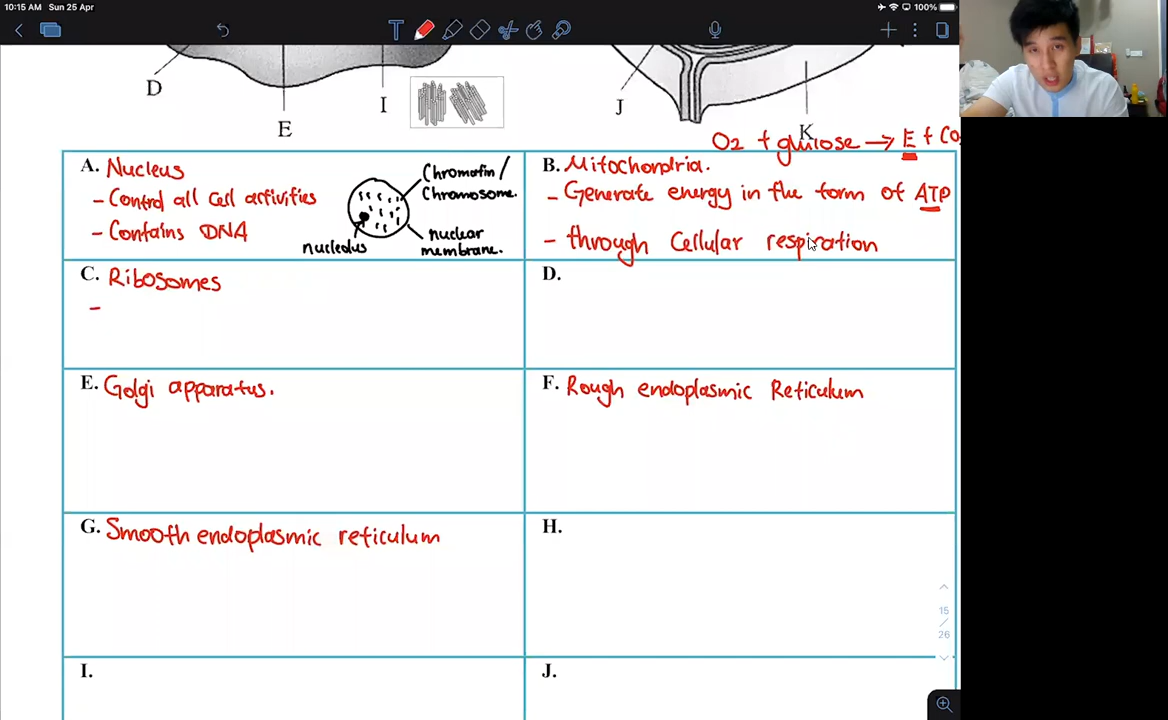 10:15 AM Sun 25 Apr
100%
D
E
I
J
K
O2 + gulcose → E + CO
A. Nucleus
- Control all cell activities
- Contains DNA
Chromatin /
Chromosome.
nucleolus
nuclear
membrane.
B. Mitochondria.
- Generate energy in the form of ATP
- through Cellular respiration
C. Ribosomes
-
D.
E. Golgi apparatus.
F. Rough endoplasmic Reticulum
G. Smooth endoplasmic reticulum
H.
15
/
26
I.
J.